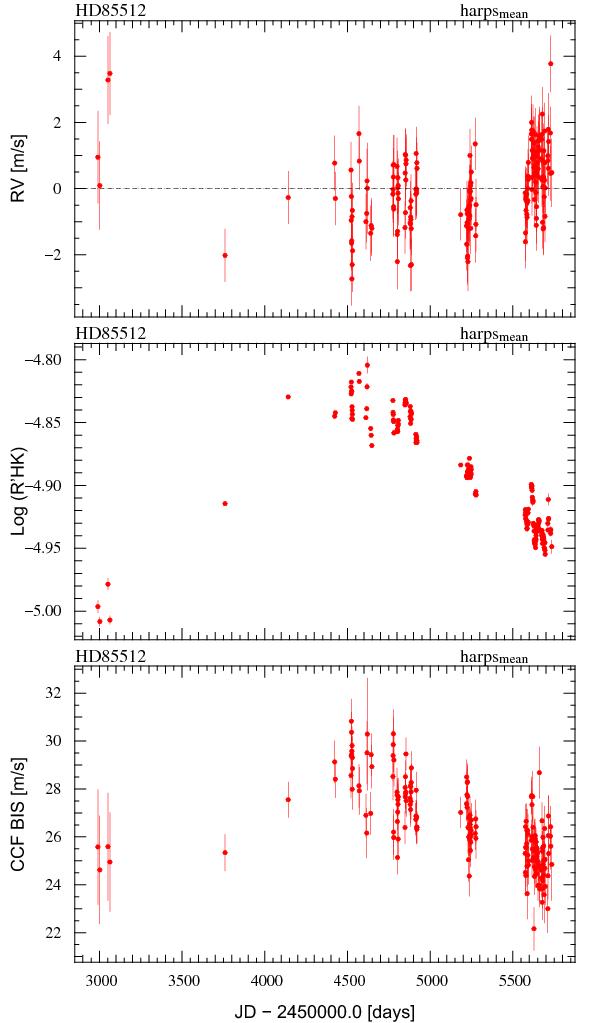 HD85512 harps_mean
4
2
0
−2
RV [m/s]
HD85512 harps_mean
−4.80
−4.85
−4.90
−4.95
−5.00
Log (R'HK)
HD85512 harps_mean
32
30
28
26
24
22
CCF BIS [m/s]
3000 3500 4000 4500 5000 5500
JD − 2450000.0 [days]